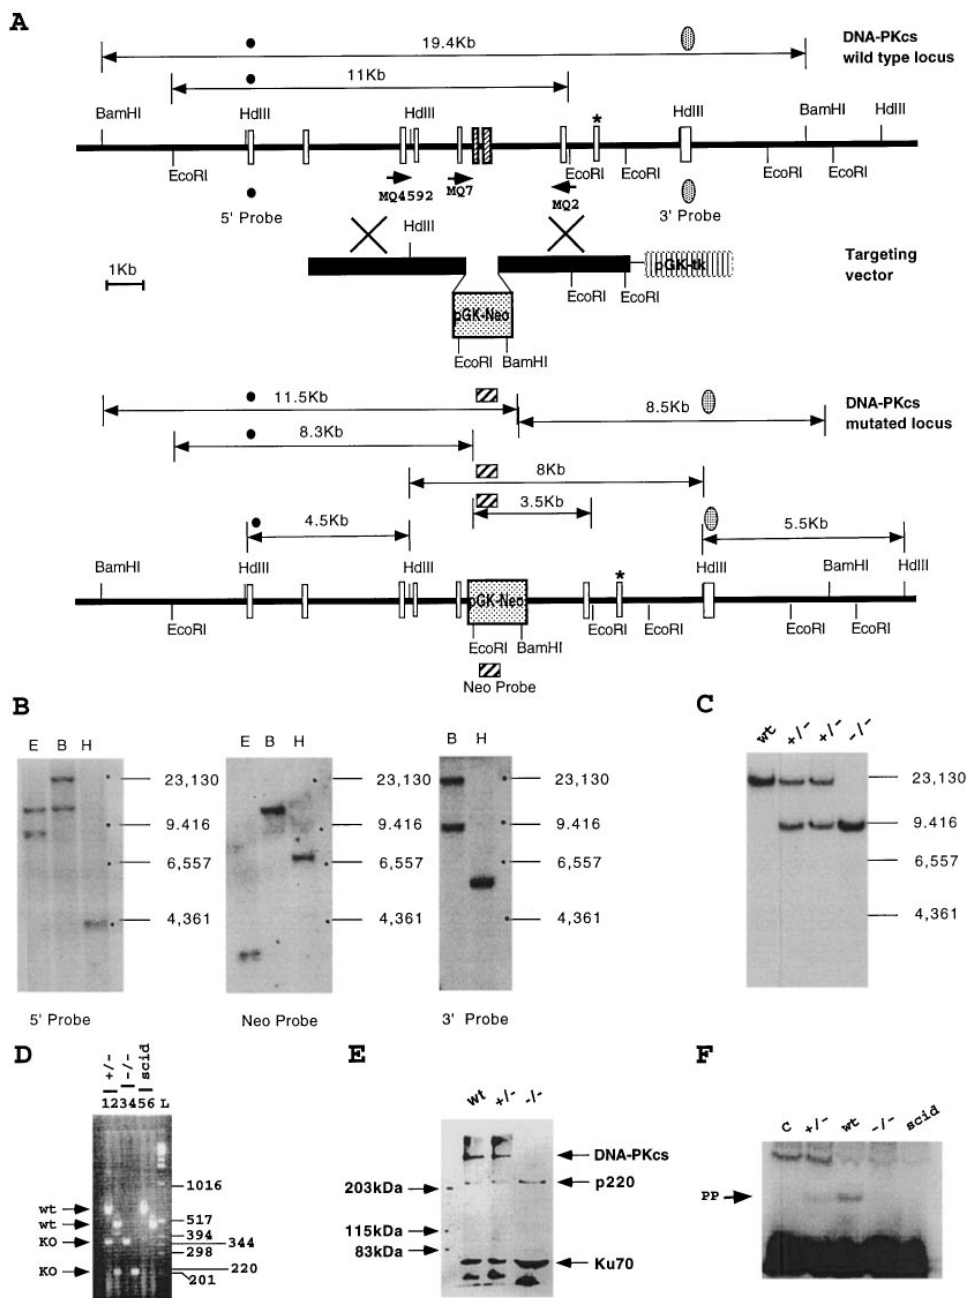 A
19.4Kb
DNA-PKcs
wild type locus
11Kb
BamHI
HdIII
HdIII
*
HdIII
BamHI
HdIII
EcoRI
EcoRI
EcoRI
EcoRI
EcoRI
MQ4592
MQ7
MQ2
5' Probe
3' Probe
HdIII
Targeting
vector
pGK-tk
1Kb
EcoRI
EcoRI
pGK-Neo
EcoRI
BamHI
11.5Kb
8.5Kb
DNA-PKcs
mutated locus
8.3Kb
8Kb
3.5Kb
4.5Kb
5.5Kb
BamHI
HdIII
HdIII
*
HdIII
BamHI
HdIII
pGK-Neo
EcoRI
EcoRI
BamHI
EcoRI
EcoRI
EcoRI
EcoRI
Neo Probe
B
E B H
23,130
9.416
6,557
4,361
5' Probe
E B H
23,130
9.416
6,557
4,361
Neo Probe
B H
23,130
9.416
6,557
4,361
3' Probe
C
wt +/- +/- -/-
23,130
9.416
6,557
4,361
D
+/- -/- scid
123456 L
1016
wt
wt
517
394
KO
344
298
KO
220
201
E
wt +/- -/-
DNA-PKcs
203kDa
p220
115kDa
83kDa
Ku70
F
C +/- wt -/- scid
PP